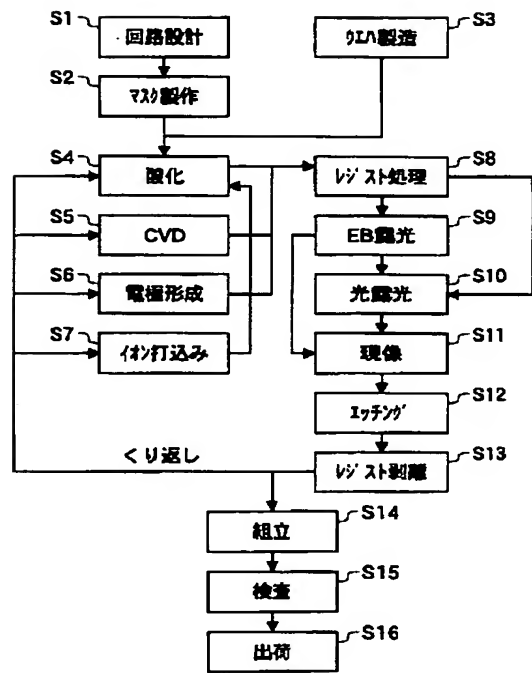 S1
回路設計
S3
ウエハ製造
S2
マスク製作
S4
酸化
S8
レジスト処理
S5
CVD
S9
EB露光
S6
電極形成
S10
光露光
S7
イオン打込み
S11
現像
S12
エッチング
くり返し
S13
レジスト剥離
S14
組立
S15
検査
S16
出荷